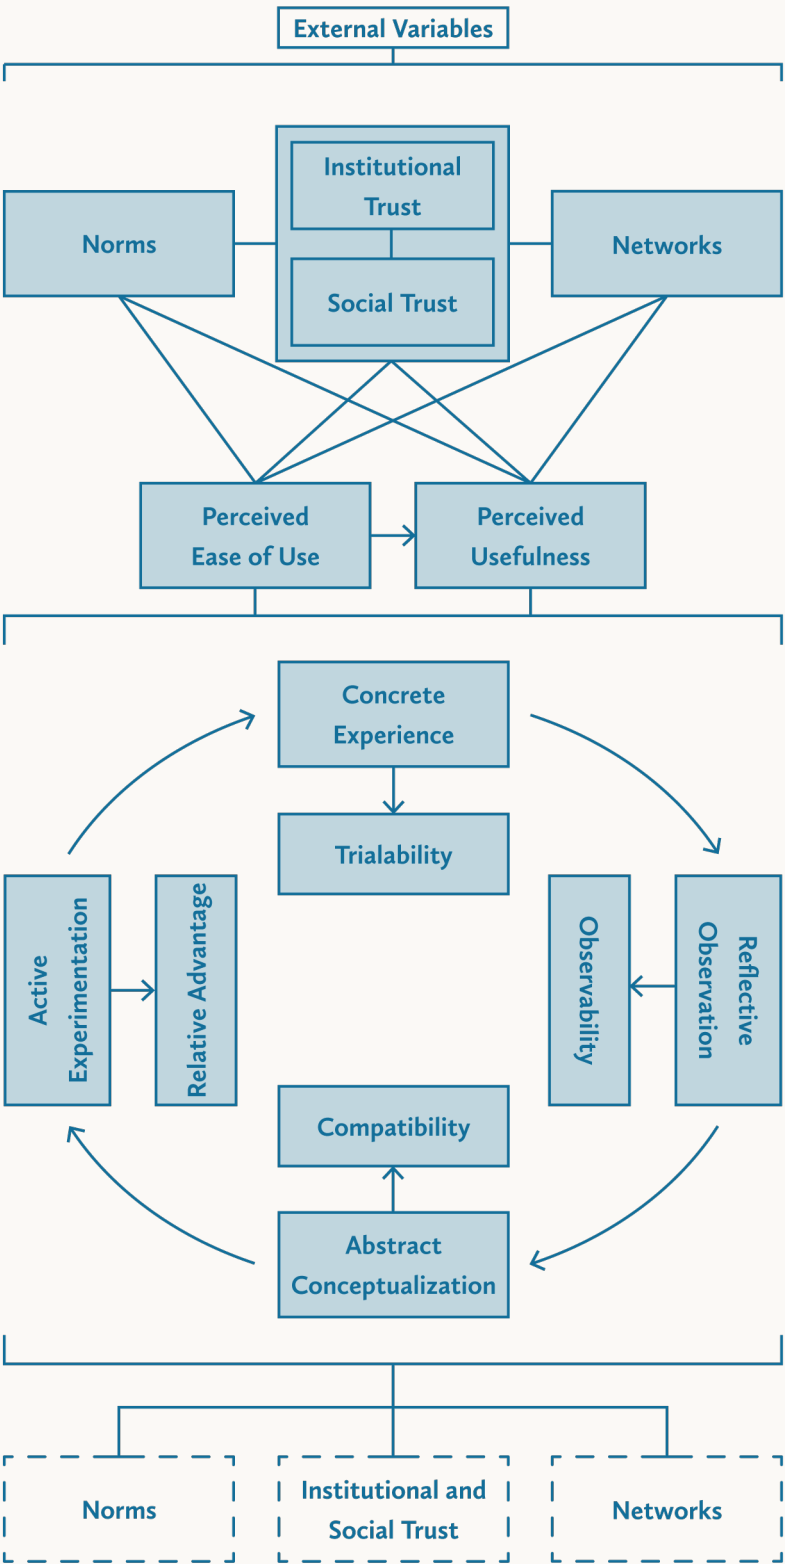 External Variables
Institutional
Trust
Norms
Networks
Social Trust
Perceived
Ease of Use
Perceived
Usefulness
Concrete
Experience
Trialability
Active
Experimentation
Relative Advantage
Observability
Reflective
Observation
Compatibility
Abstract
Conceptualization
Norms
Institutional and
Social Trust
Networks